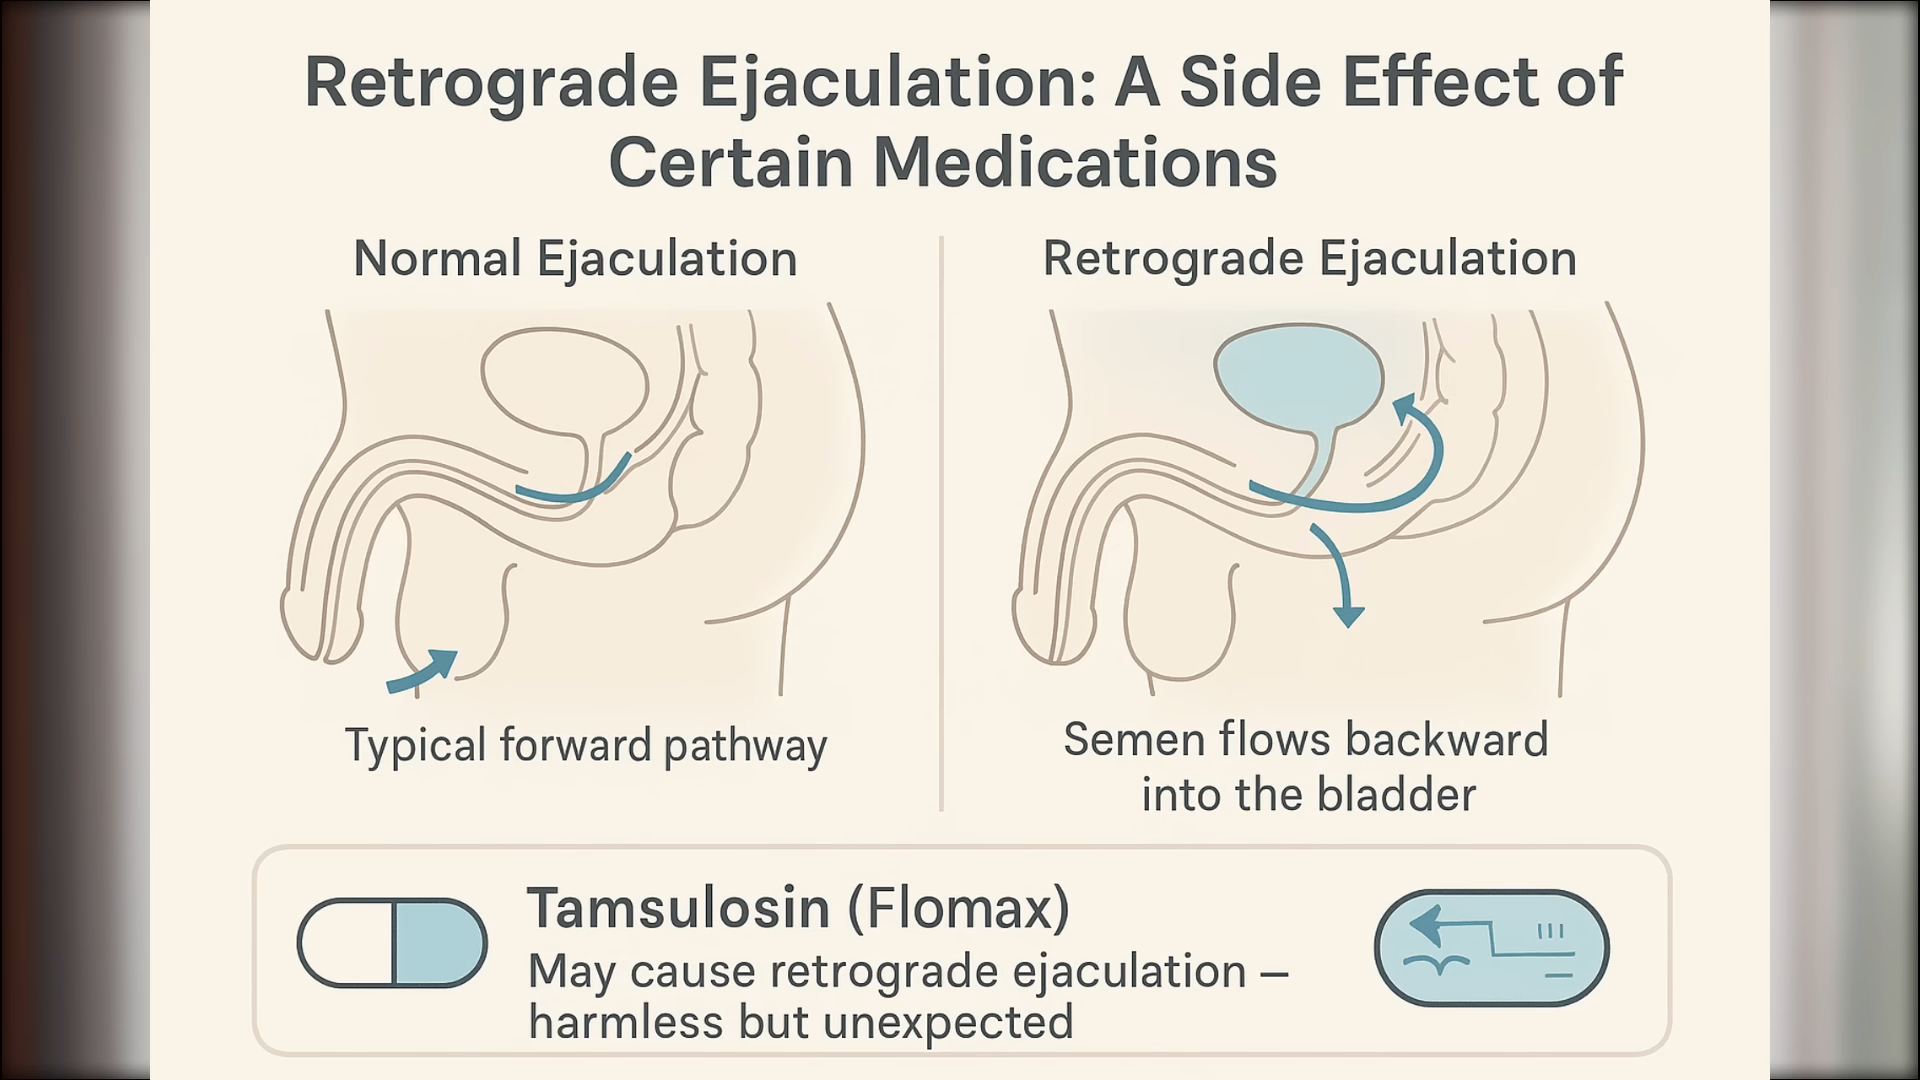 Retrograde Ejaculation: A Side Effect of
Certain Medications
Normal Ejaculation
Retrograde Ejaculation
Typical forward pathway
Semen flows backward
into the bladder
Tamsulosin (Flomax)
May cause retrograde ejaculation –
harmless but unexpected